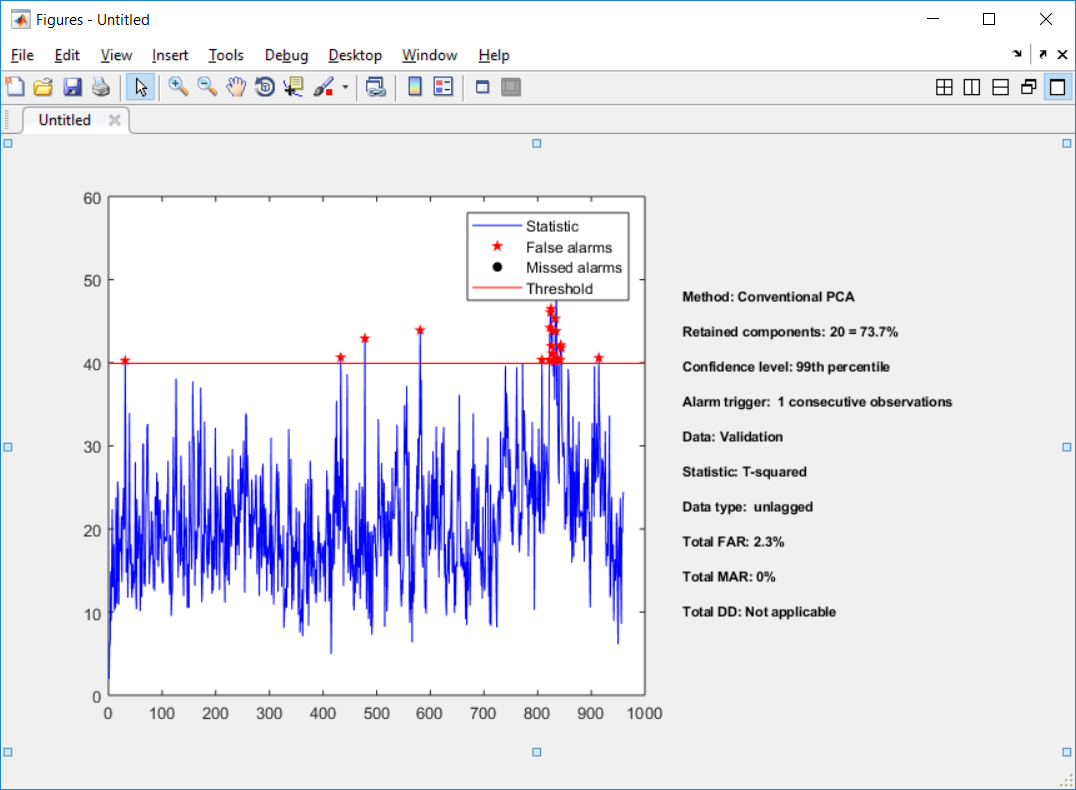 Figures - Untitled
File Edit View Insert Tools Debug Desktop Window Help
Untitled
60
50
40
30
20
10
0
0 100 200 300 400 500 600 700 800 900 1000
Statistic
False alarms
Missed alarms
Threshold
Method: Conventional PCA
Retained components: 20 = 73.7%
Confidence level: 99th percentile
Alarm trigger:  1 consecutive observations
Data: Validation
Statistic: T-squared
Data type:  unlagged
Total FAR: 2.3%
Total MAR: 0%
Total DD: Not applicable